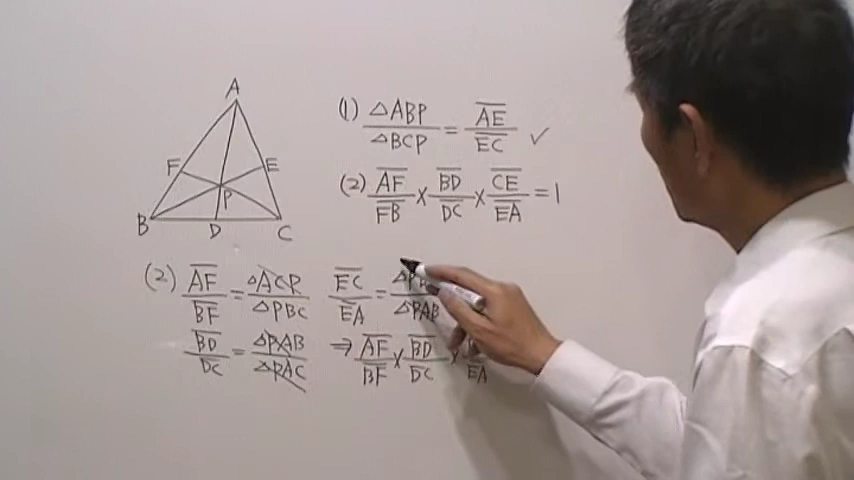 A
F E
P
B D C
(1) △ABP / △BCP = AE / EC ✓
(2) AF / FB × BD / DC × CE / EA = 1
(2) AF / BF = △ACP / △PBC EC / EA = / △PAB
BD / DC = △PAB / △PAC ⇒ AF / BF × BD / DC × / EA